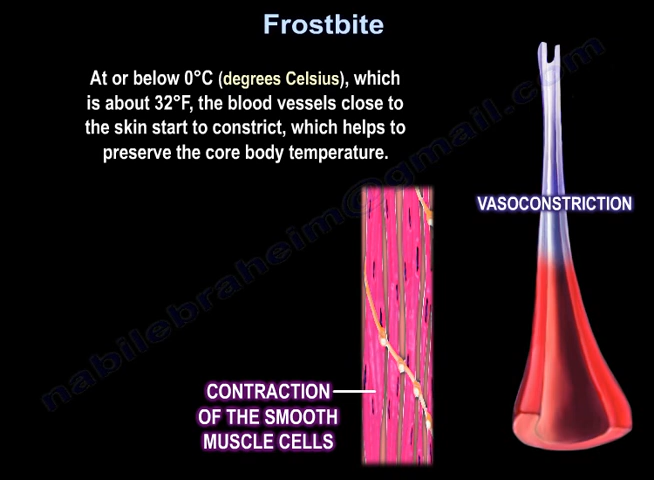 Frostbite
At or below 0°C (degrees Celsius), which
is about 32°F, the blood vessels close to
the skin start to constrict, which helps to
preserve the core body temperature.
VASOCONSTRICTION
CONTRACTION
OF THE SMOOTH
MUSCLE CELLS
nabilebraheim@gmail.com